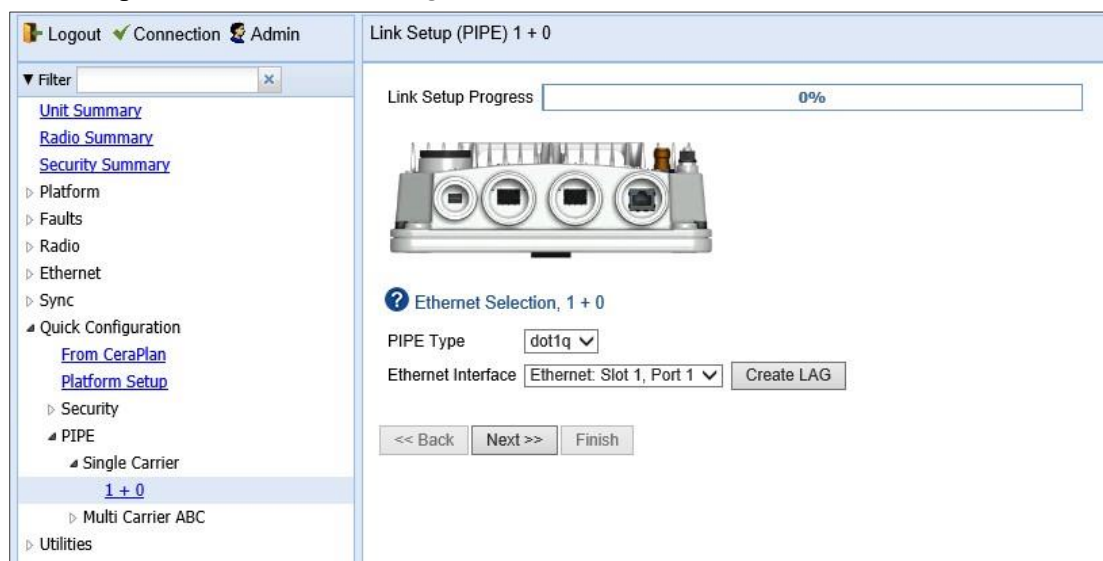 Logout Connection Admin
Filter
Unit Summary
Radio Summary
Security Summary
Platform
Faults
Radio
Ethernet
Sync
Quick Configuration
From CeraPlan
Platform Setup
Security
PIPE
Single Carrier
1 + 0
Multi Carrier ABC
Utilities
Link Setup (PIPE) 1 + 0
Link Setup Progress 0%
Ethernet Selection, 1 + 0
PIPE Type dot1q
Ethernet Interface Ethernet: Slot 1, Port 1 Create LAG
<< Back Next >> Finish